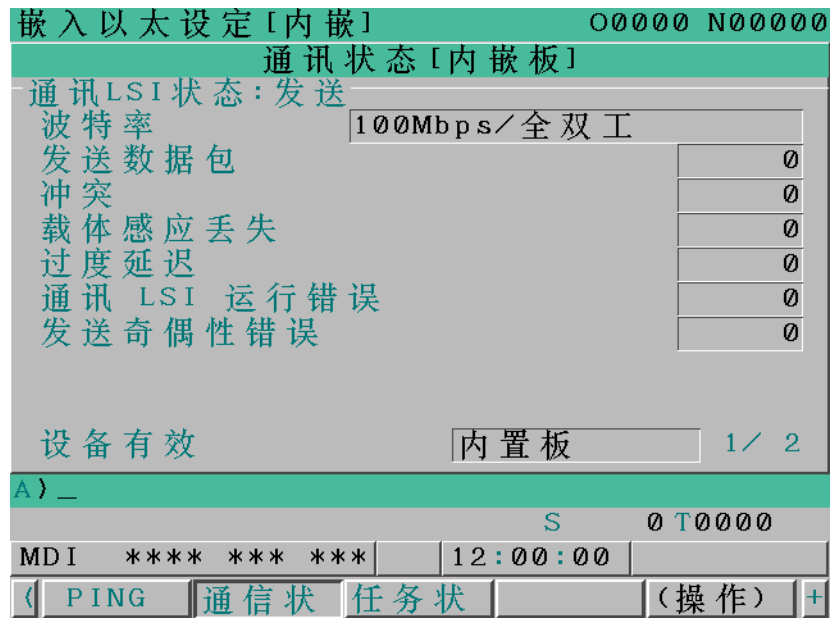 嵌入以太设定[内嵌] O0000 N00000
通讯状态[内嵌板]
通讯LSI状态:发送
波特率 100Mbps/全双工
发送数据包 0
冲突 0
载体感应丢失 0
过度延迟 0
通讯 LSI 运行错误 0
发送奇偶性错误 0
设备有效 内置板 1/ 2
A)_
S 0 T0000
MDI **** *** *** 12:00:00
( PING 通信状 任务状 (操作) +